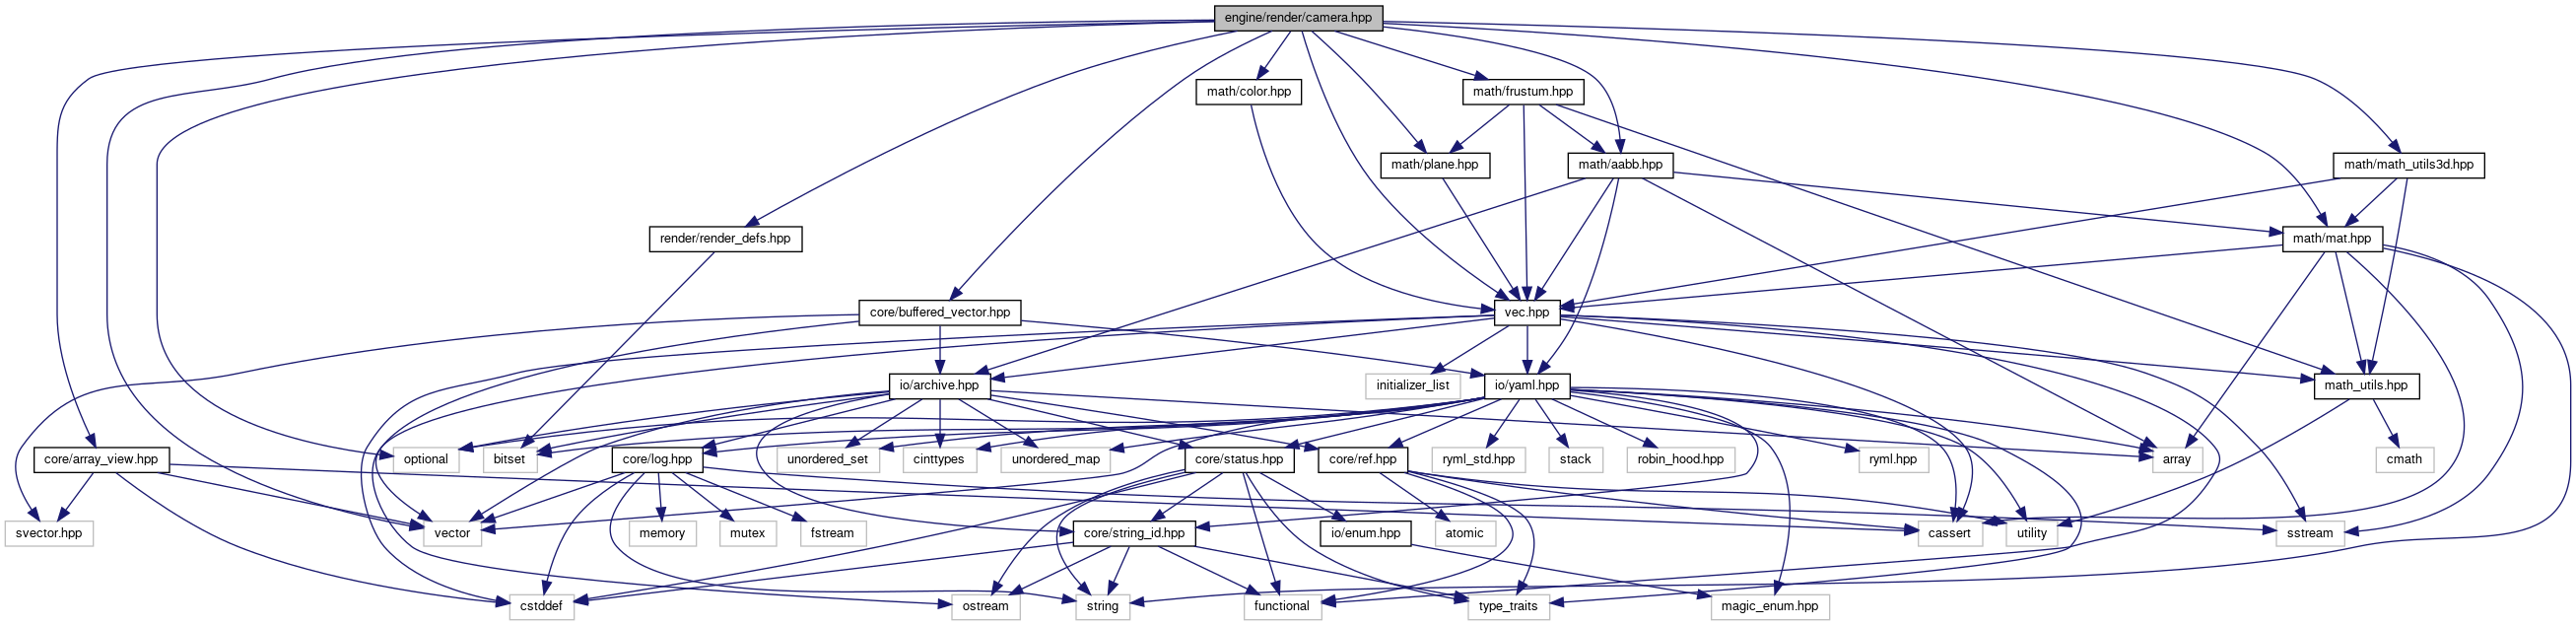 engine/render/camera.hpp
math/color.hpp
math/frustum.hpp
math/plane.hpp
math/aabb.hpp
math/math_utils3d.hpp
render/render_defs.hpp
math/mat.hpp
core/buffered_vector.hpp
vec.hpp
io/archive.hpp
initializer_list
io/yaml.hpp
math_utils.hpp
core/array_view.hpp
optional
bitset
core/log.hpp
unordered_set
cinttypes
unordered_map
core/status.hpp
core/ref.hpp
ryml_std.hpp
stack
robin_hood.hpp
ryml.hpp
array
cmath
svector.hpp
vector
memory
mutex
fstream
core/string_id.hpp
io/enum.hpp
atomic
cassert
utility
sstream
cstddef
ostream
string
functional
type_traits
magic_enum.hpp